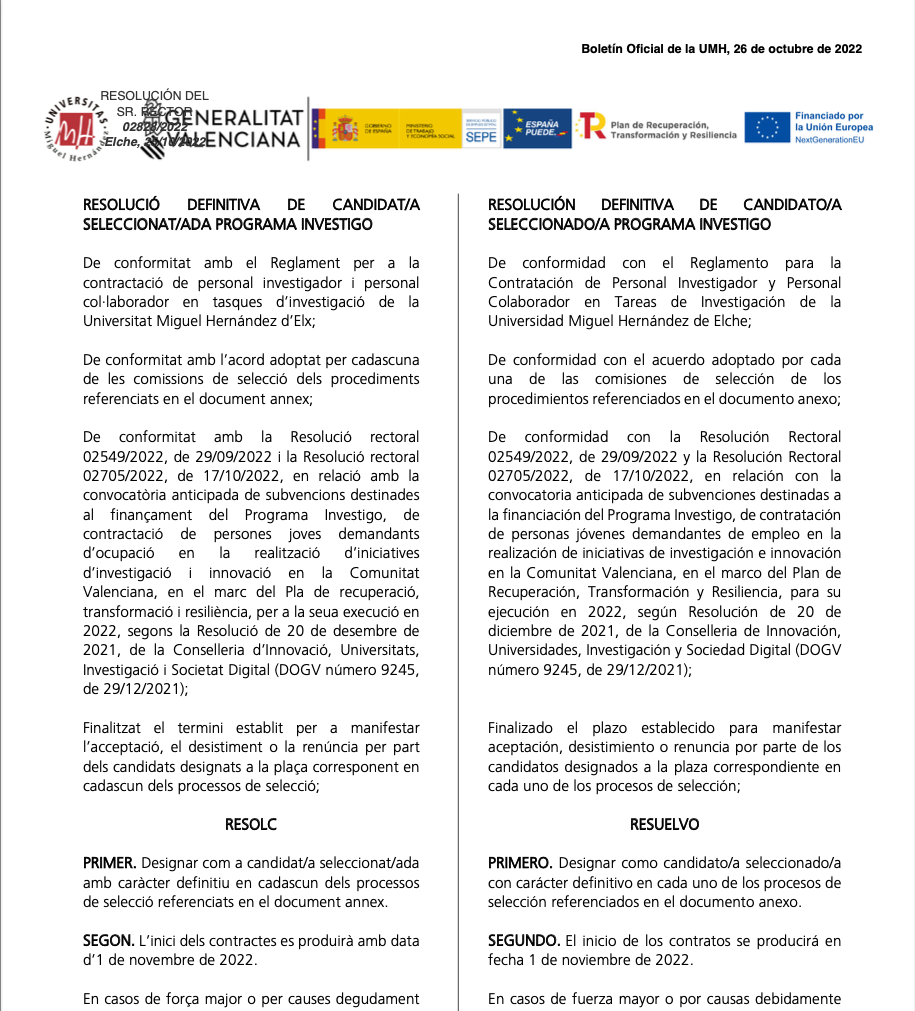 Boletín Oficial de la UMH, 26 de octubre de 2022
RESOLUCIÓN DEL
SR. RECTOR
Elche,
UNIVERSITAS
Miguel Hernández
GENERALITAT
VALENCIANA
GOBIERNO
DE ESPAÑA
MINISTERIO
DE TRABAJO
Y ECONOMÍA SOCIAL
SEPE
ESPAÑA
PUEDE.
Plan de Recuperación,
Transformación y Resiliencia
Financiado por
la Unión Europea
NextGenerationEU
RESOLUCIÓ DEFINITIVA DE CANDIDAT/A
SELECCIONAT/ADA PROGRAMA INVESTIGO
De conformitat amb el Reglament per a la
contractació de personal investigador i personal
col·laborador en tasques d’investigació de la
Universitat Miguel Hernández d’Elx;
De conformitat amb l’acord adoptat per cadascuna
de les comissions de selecció dels procediments
referenciats en el document annex;
De conformitat amb la Resolució rectoral
02549/2022, de 29/09/2022 i la Resolució rectoral
02705/2022, de 17/10/2022, en relació amb la
convocatòria anticipada de subvencions destinades
al finançament del Programa Investigo, de
contractació de persones joves demandants
d’ocupació en la realització d’iniciatives
d’investigació i innovació en la Comunitat
Valenciana, en el marc del Pla de recuperació,
transformació i resiliència, per a la seua execució en
2022, segons la Resolució de 20 de desembre de
2021, de la Conselleria d’Innovació, Universitats,
Investigació i Societat Digital (DOGV número 9245,
de 29/12/2021);
Finalitzat el termini establit per a manifestar
l’acceptació, el desistiment o la renúncia per part
dels candidats designats a la plaça corresponent en
cadascun dels processos de selecció;
RESOLC
PRIMER. Designar com a candidat/a seleccionat/ada
amb caràcter definitiu en cadascun dels processos
de selecció referenciats en el document annex.
SEGON. L’inici dels contractes es produirà amb data
d’1 de novembre de 2022.
En casos de força major o per causes degudament
RESOLUCIÓN DEFINITIVA DE CANDIDATO/A
SELECCIONADO/A PROGRAMA INVESTIGO
De conformidad con el Reglamento para la
Contratación de Personal Investigador y Personal
Colaborador en Tareas de Investigación de la
Universidad Miguel Hernández de Elche;
De conformidad con el acuerdo adoptado por cada
una de las comisiones de selección de los
procedimientos referenciados en el documento anexo;
De conformidad con la Resolución Rectoral
02549/2022, de 29/09/2022 y la Resolución Rectoral
02705/2022, de 17/10/2022, en relación con la
convocatoria anticipada de subvenciones destinadas a
la financiación del Programa Investigo, de contratación
de personas jóvenes demandantes de empleo en la
realización de iniciativas de investigación e innovación
en la Comunitat Valenciana, en el marco del Plan de
Recuperación, Transformación y Resiliencia, para su
ejecución en 2022, según Resolución de 20 de
diciembre de 2021, de la Conselleria de Innovación,
Universidades, Investigación y Sociedad Digital (DOGV
número 9245, de 29/12/2021);
Finalizado el plazo establecido para manifestar
aceptación, desistimiento o renuncia por parte de los
candidatos designados a la plaza correspondiente en
cada uno de los procesos de selección;
RESUELVO
PRIMERO. Designar como candidato/a seleccionado/a
con carácter definitivo en cada uno de los procesos de
selección referenciados en el documento anexo.
SEGUNDO. El inicio de los contratos se producirá en
fecha 1 de noviembre de 2022.
En casos de fuerza mayor o por causas debidamente